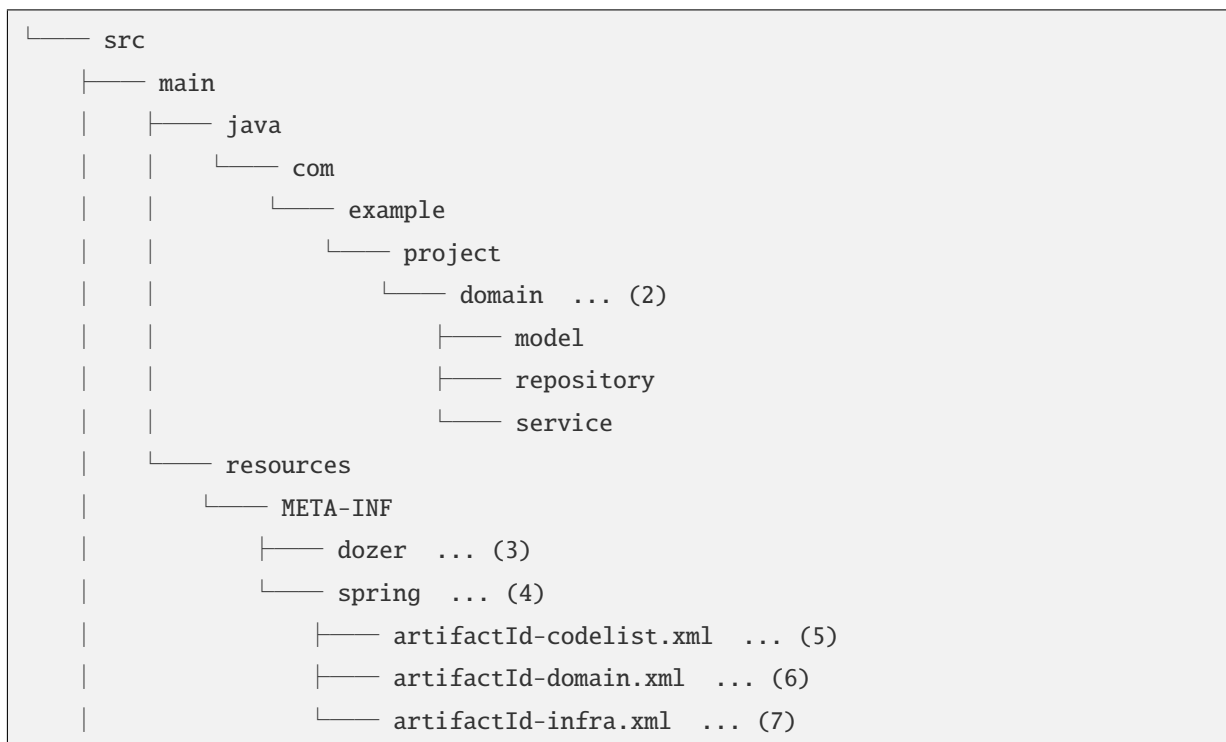 └── src
    ├── main
    │   ├── java
    │   │   └── com
    │   │       └── example
    │   │           └── project
    │   │               └── domain  ... (2)
    │   │                   ├── model
    │   │                   ├── repository
    │   │                   └── service
    │   └── resources
    │       └── META-INF
    │           ├── dozer  ... (3)
    │           └── spring  ... (4)
    │               ├── artifactId-codelist.xml  ... (5)
    │               ├── artifactId-domain.xml  ... (6)
    │               └── artifactId-infra.xml  ... (7)